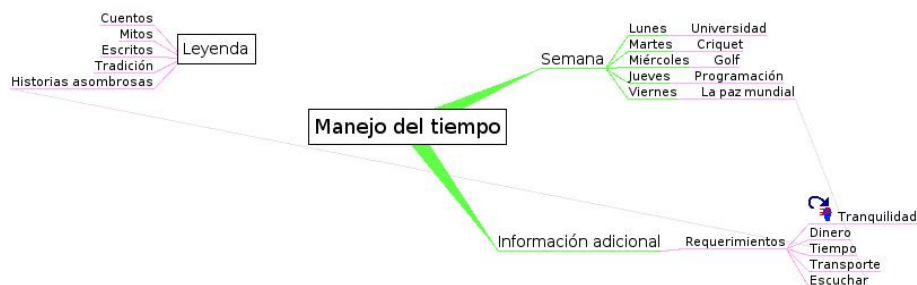 Cuentos
Mitos
Escritos
Tradición
Historias asombrosas
Leyenda
Manejo del tiempo
Semana
Lunes Universidad
Martes Criquet
Miércoles Golf
Jueves Programación
Viernes La paz mundial
Información adicional
Requerimientos
Tranquilidad
Dinero
Tiempo
Transporte
Escuchar